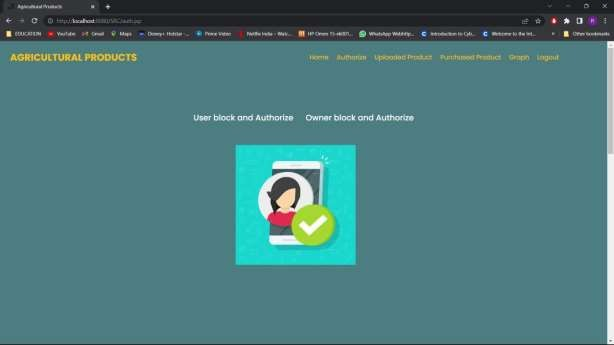 Agricultural Products
http://localhost:8080/SRC/auth.jsp
EDUCATION YouTube Gmail Maps Disney+ Hotstar - ... Prime Video Netflix India – Watc... HP Omen 15-ek01... WhatsApp Webhttp... Introduction to Cyb... Welcome to the Int... Other bookmarks
AGRICULTURAL PRODUCTS Home Authorize Uploaded Product Purchased Product Graph Logout
User block and Authorize Owner block and Authorize